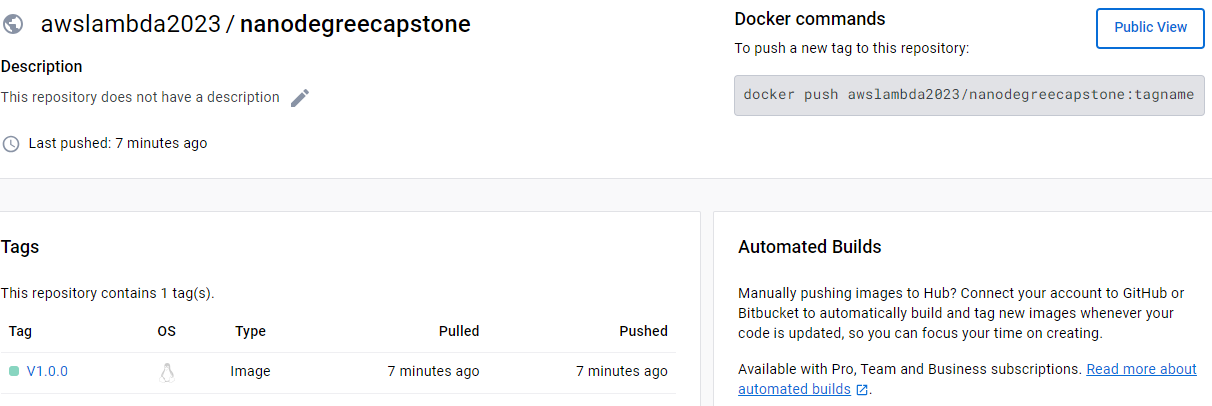 awslambda2023 / nanodegreecapstone
Description
This repository does not have a description
Last pushed: 7 minutes ago
Docker commands
To push a new tag to this repository:
Public View
docker push awslambda2023/nanodegreecapstone:tagname
Tags
This repository contains 1 tag(s).
Tag OS Type Pulled Pushed
V1.0.0 Image 7 minutes ago 7 minutes ago
Automated Builds
Manually pushing images to Hub? Connect your account to GitHub or
Bitbucket to automatically build and tag new images whenever your
code is updated, so you can focus your time on creating.
Available with Pro, Team and Business subscriptions. Read more about
automated builds .